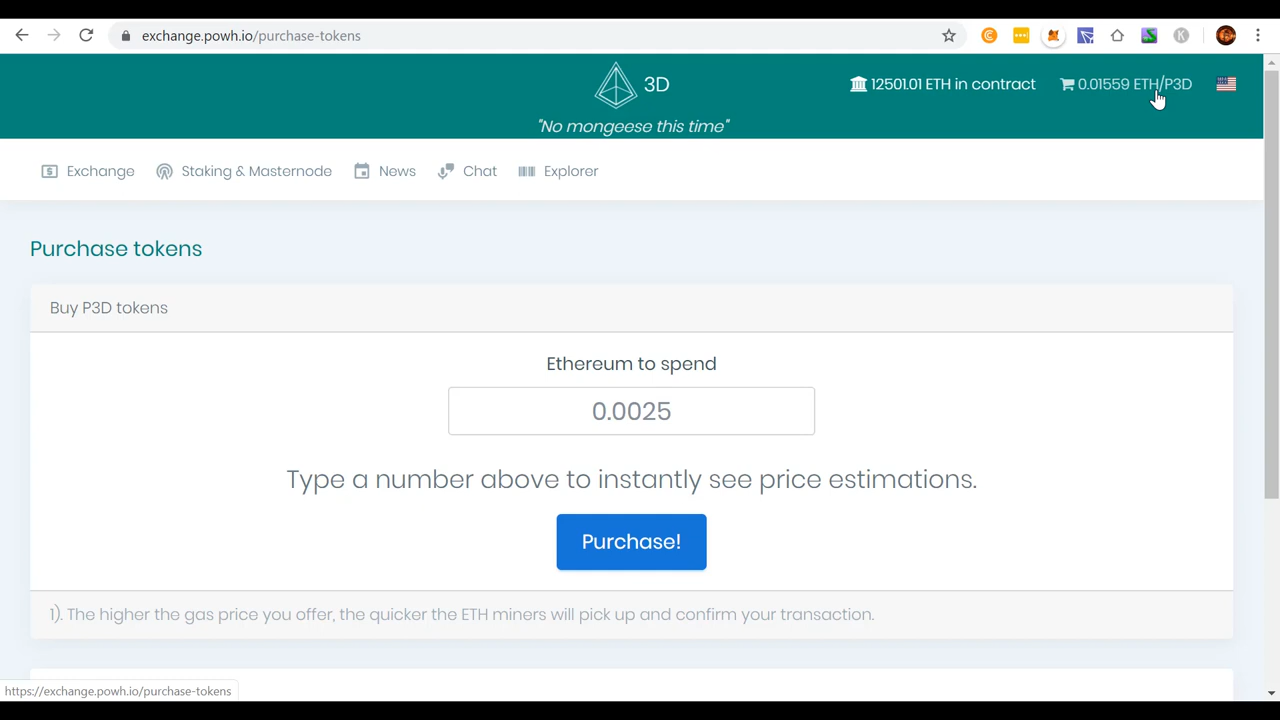 exchange.powh.io/purchase-tokens
3D
12501.01 ETH in contract
0.01559 ETH/P3D
"No mongeese this time"
Exchange
Staking & Masternode
News
Chat
Explorer
Purchase tokens
Buy P3D tokens
Ethereum to spend
0.0025
Type a number above to instantly see price estimations.
Purchase!
1). The higher the gas price you offer, the quicker the ETH miners will pick up and confirm your transaction.
https://exchange.powh.io/purchase-tokens